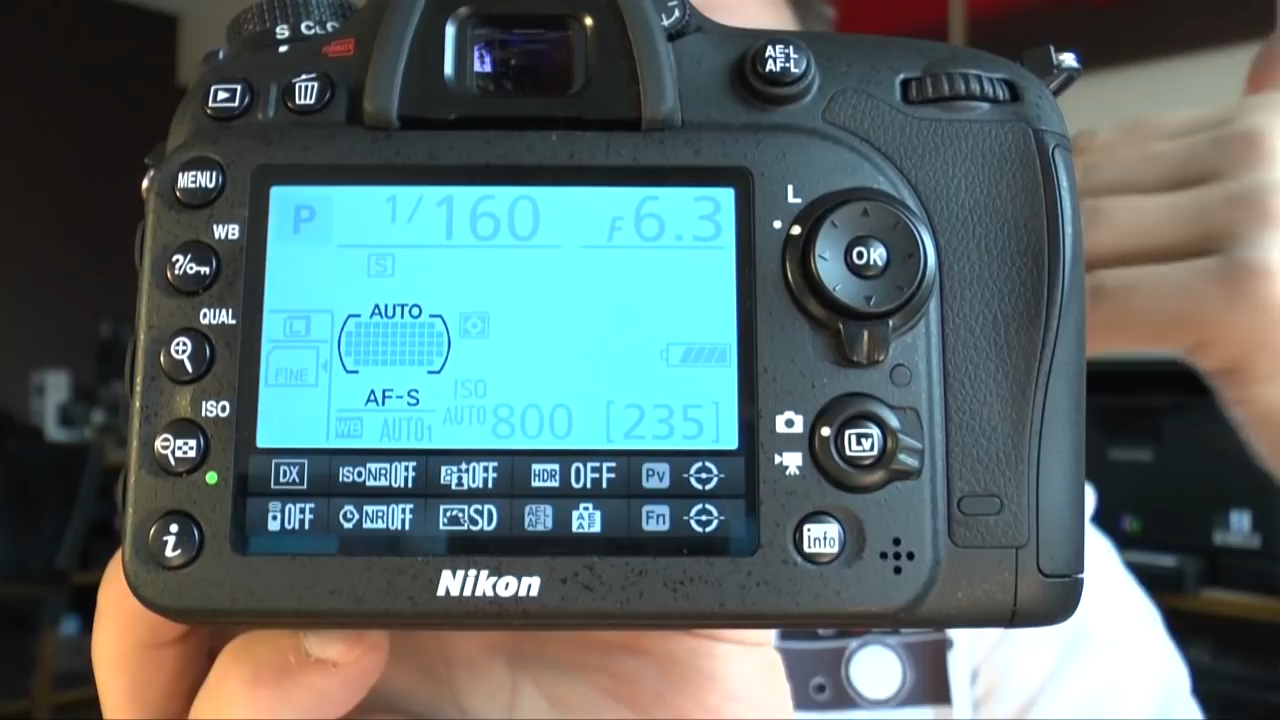 S CL
FORMAT
AE-L
AF-L
MENU
WB
QUAL
ISO
i
L
OK
Lv
info
P 1/160 F6.3
S
L
FINE
AUTO
AF-S
WB AUTO1
ISO
AUTO 800 [235]
DX ISO NR OFF OFF HDR OFF Pv
OFF NR OFF SD AE-L AF-L AE AF Fn
Nikon